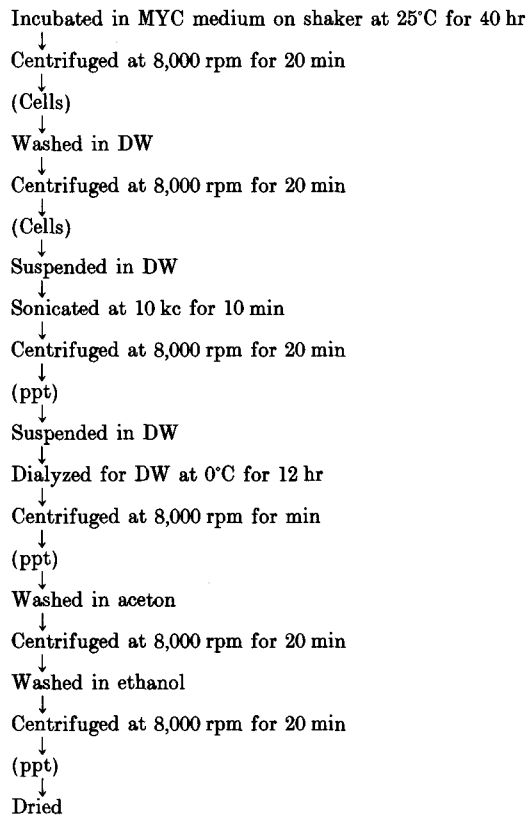 Incubated in MYC medium on shaker at 25°C for 40 hr
↓
Centrifuged at 8,000 rpm for 20 min
↓
(Cells)
↓
Washed in DW
↓
Centrifuged at 8,000 rpm for 20 min
↓
(Cells)
↓
Suspended in DW
↓
Sonicated at 10 kc for 10 min
↓
Centrifuged at 8,000 rpm for 20 min
↓
(ppt)
↓
Suspended in DW
↓
Dialyzed for DW at 0°C for 12 hr
↓
Centrifuged at 8,000 rpm for min
↓
(ppt)
↓
Washed in aceton
↓
Centrifuged at 8,000 rpm for 20 min
↓
Washed in ethanol
↓
Centrifuged at 8,000 rpm for 20 min
↓
(ppt)
↓
Dried